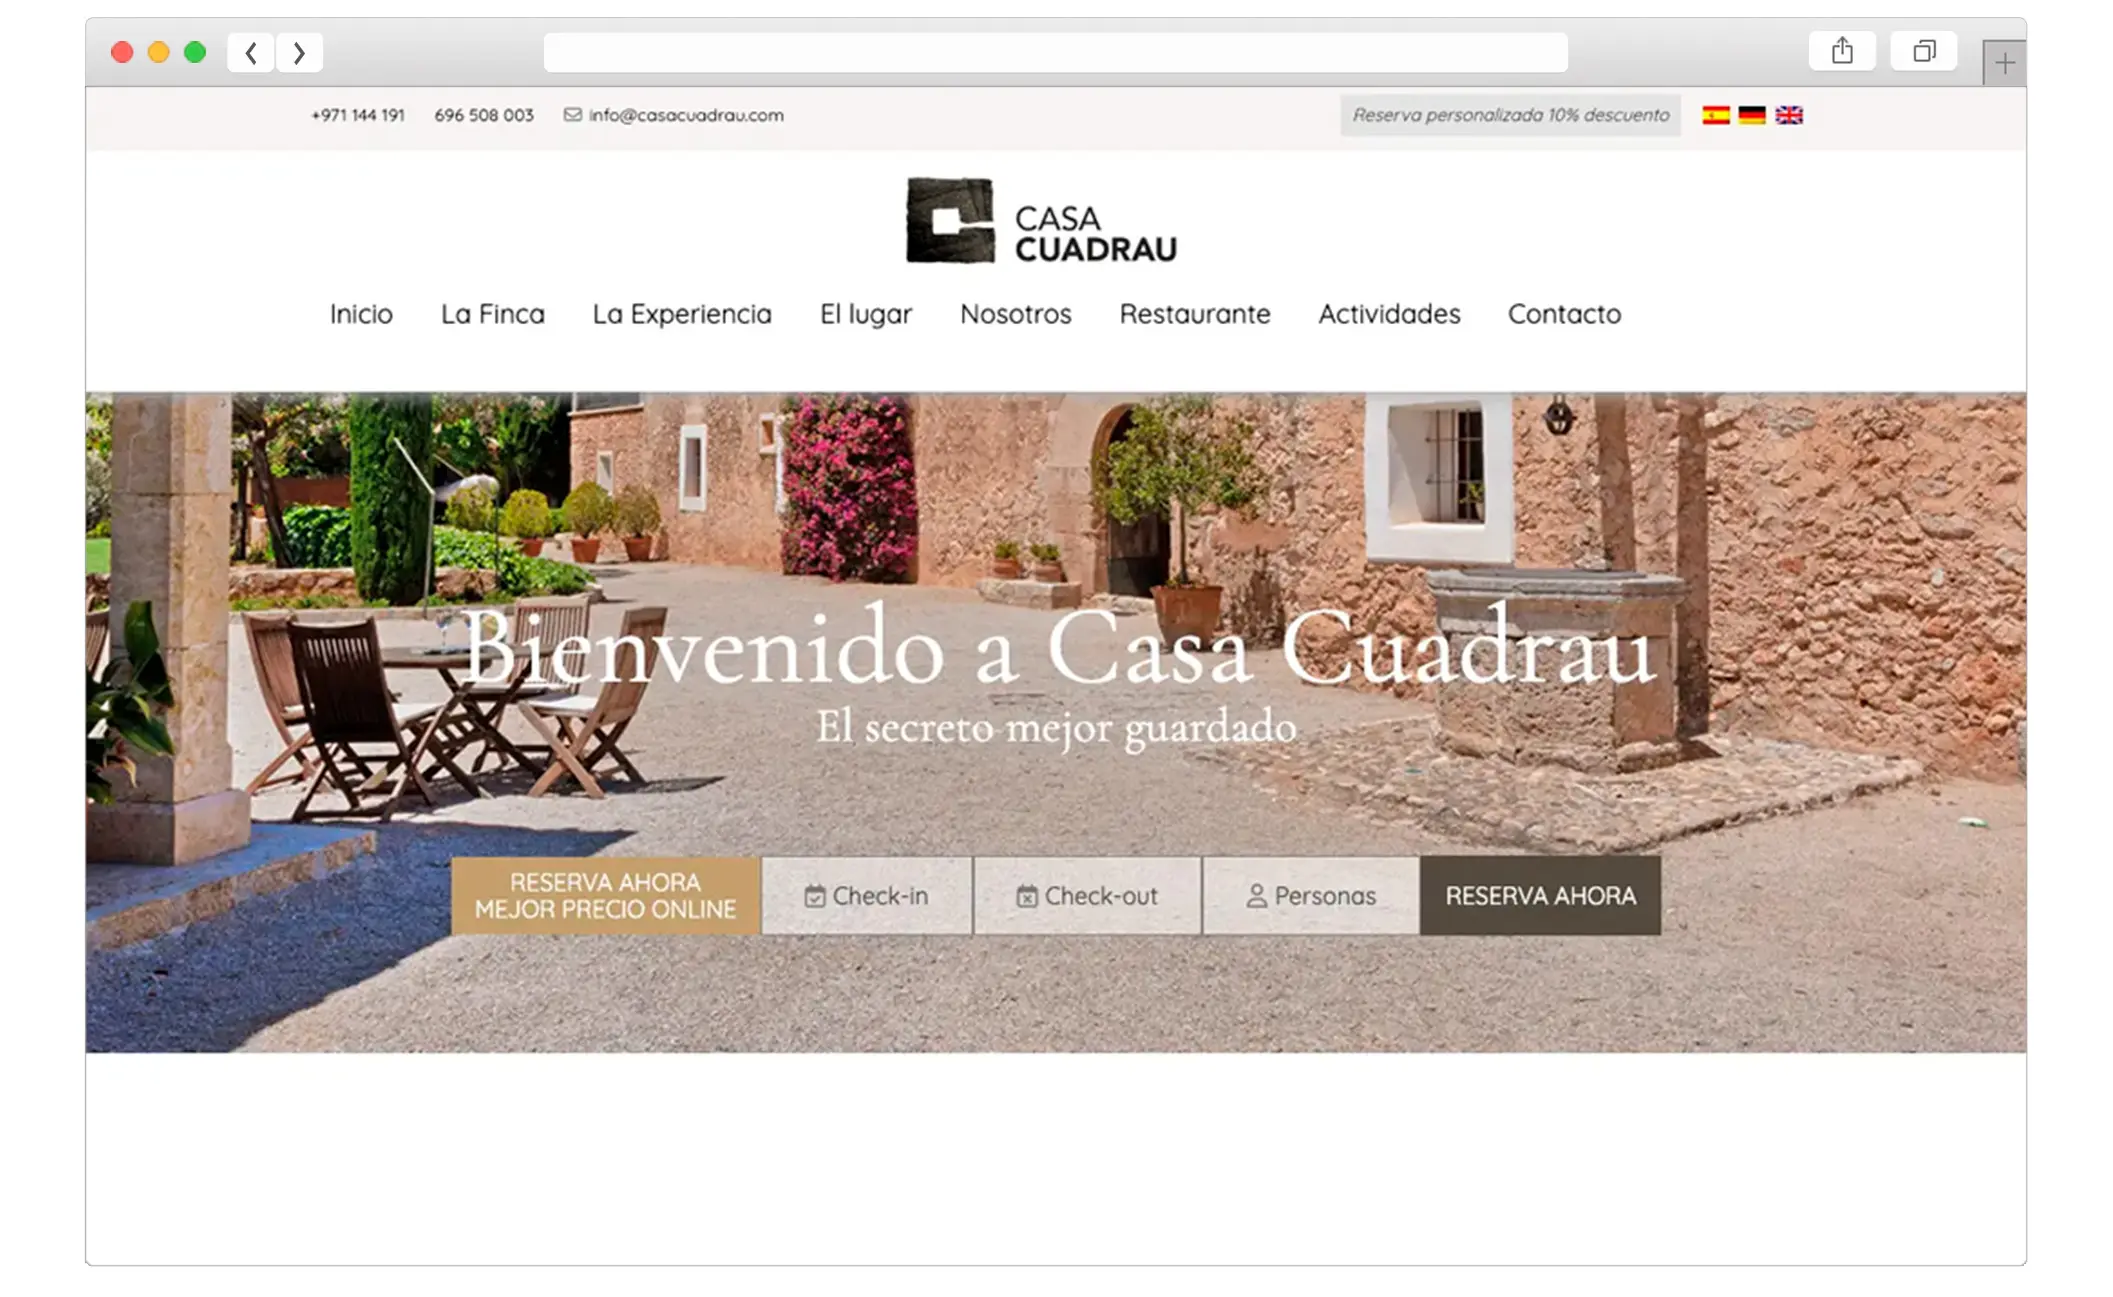 +971 144 191 696 508 003 info@casacuadrau.com Reserva personalizada 10% descuento
CASA
CUADRAU
Inicio La Finca La Experiencia El lugar Nosotros Restaurante Actividades Contacto
Bienvenido a Casa Cuadrau
El secreto mejor guardado
RESERVA AHORA
MEJOR PRECIO ONLINE
Check-in Check-out Personas RESERVA AHORA